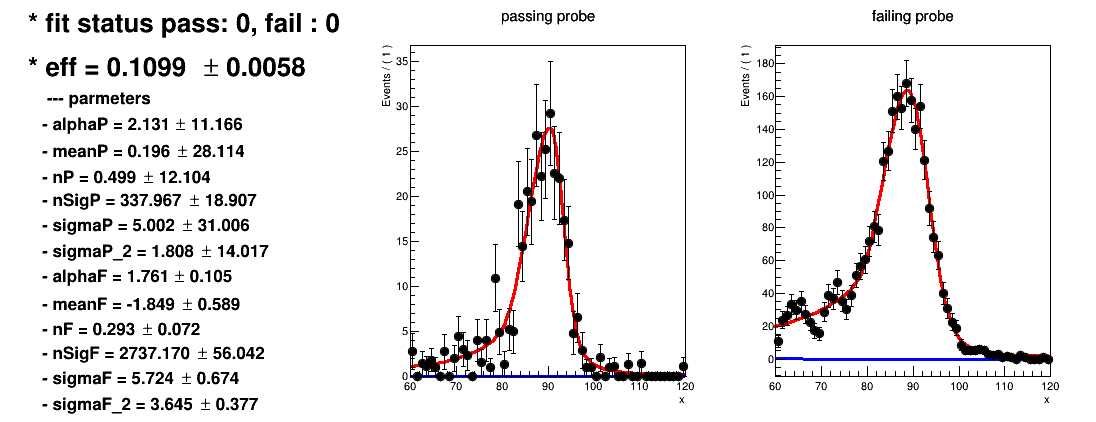 * fit status pass: 0, fail : 0
* eff = 0.1099 ± 0.0058
--- parmeters
- alphaP = 2.131 ± 11.166
- meanP = 0.196 ± 28.114
- nP = 0.499 ± 12.104
- nSigP = 337.967 ± 18.907
- sigmaP = 5.002 ± 31.006
- sigmaP_2 = 1.808 ± 14.017
- alphaF = 1.761 ± 0.105
- meanF = -1.849 ± 0.589
- nF = 0.293 ± 0.072
- nSigF = 2737.170 ± 56.042
- sigmaF = 5.724 ± 0.674
- sigmaF_2 = 3.645 ± 0.377
passing probe
Events / ( 1 )
35
30
25
20
15
10
5
0
60 70 80 90 100 110 120
x
failing probe
Events / ( 1 )
180
160
140
120
100
80
60
40
20
0
60 70 80 90 100 110 120
x